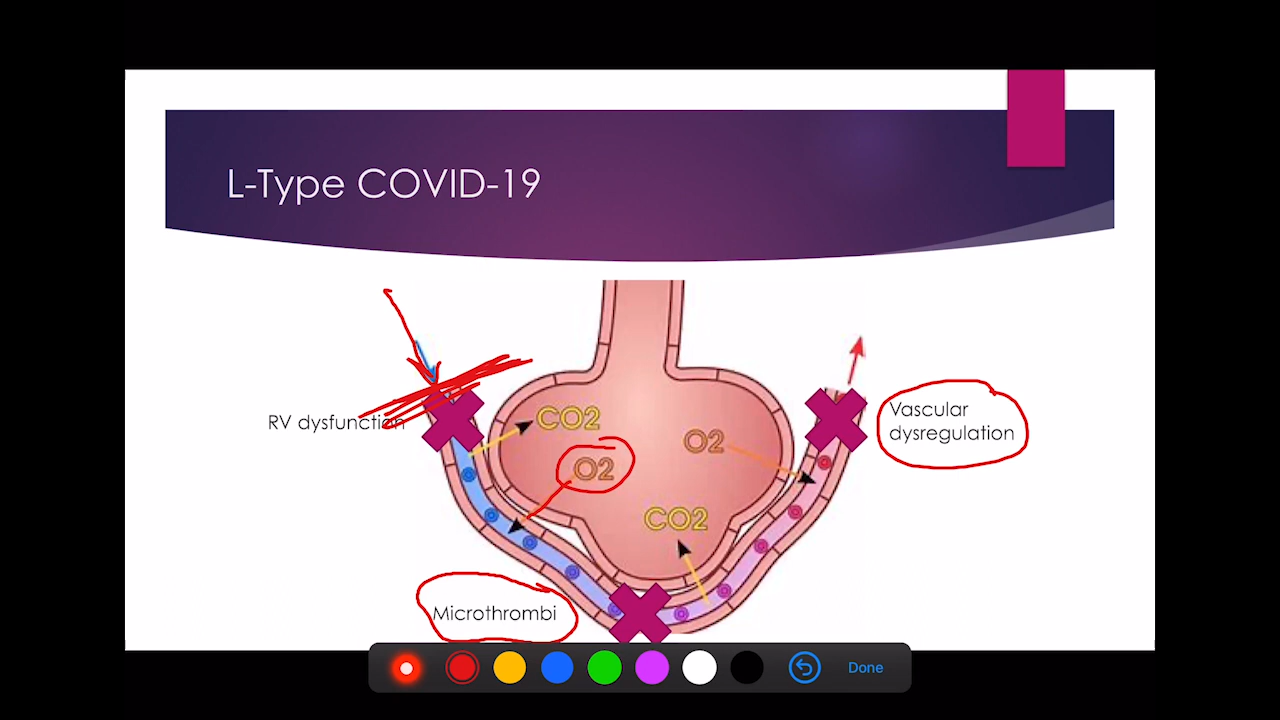 L-Type COVID-19
RV dysfunction
CO2
O2
O2
CO2
Vascular
dysregulation
Microthrombi
Done